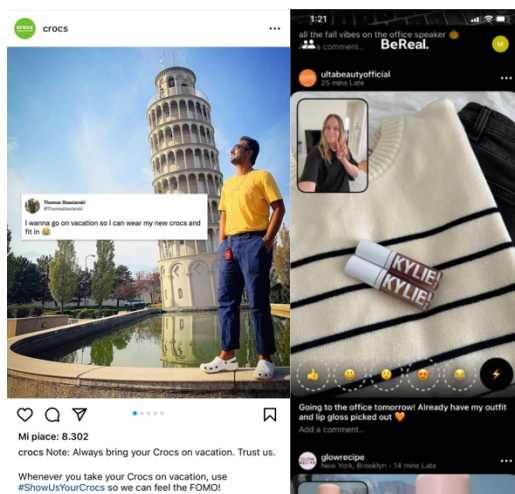 crocs
crocs
Thomas Slawiarski
@Thomaslawiarski
I wanna go on vacation so I can wear my new crocs and
fit in 😂
Mi piace: 8.302
crocs Note: Always bring your Crocs on vacation. Trust us.
Whenever you take your Crocs on vacation, use
#ShowUsYourCrocs so we can feel the FOMO!
1:21
all the fall vibes on the office speaker 🎃
a comment...
BeReal.
M
ultabeautyofficial
25 mins Late
KYLIE
KYLIE
Going to the office tomorrow! Already have my outfit
and lip gloss picked out 🧡
Add a comment...
GLOW
RECIPE
glowrecipe
New York, Brooklyn • 14 mins Late